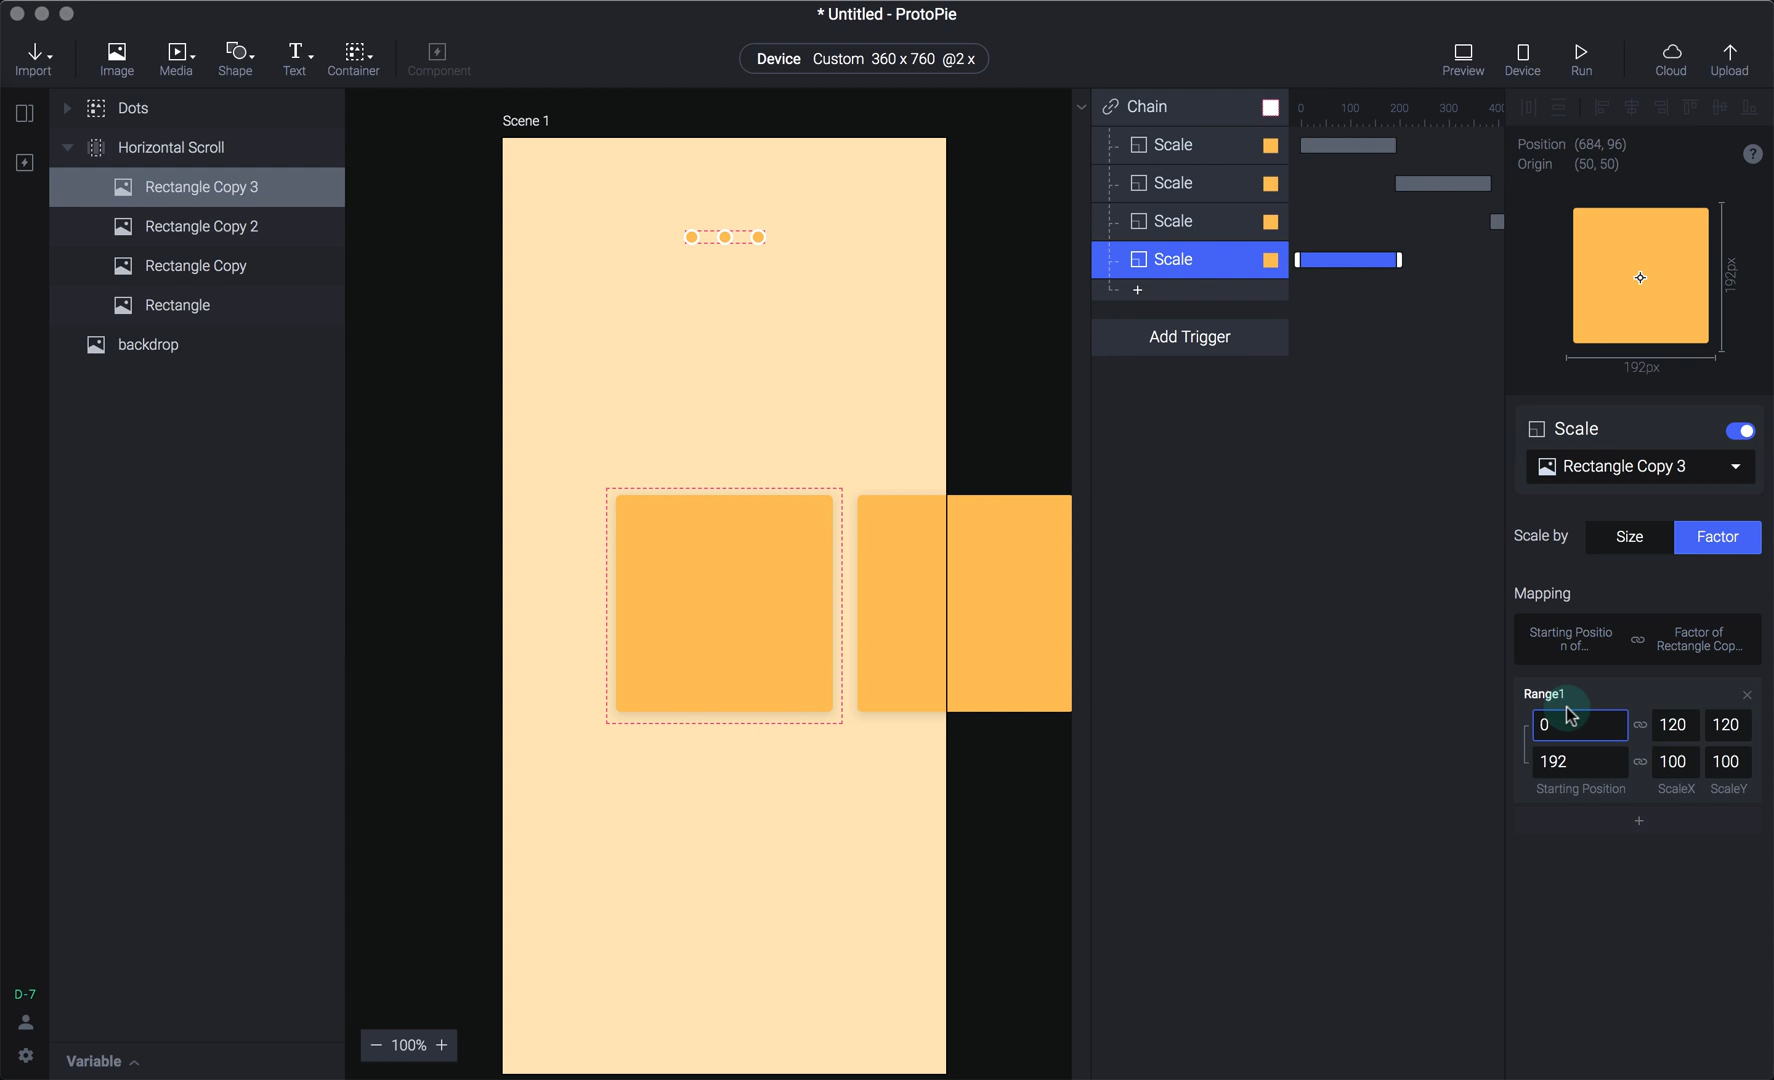 * Untitled - ProtoPie
Import
Image
Media
Shape
Text
Container
Component
Device Custom 360 x 760 @2 x
Preview
Device
Run
Cloud
Upload
Dots
Horizontal Scroll
Rectangle Copy 3
Rectangle Copy 2
Rectangle Copy
Rectangle
backdrop
D-7
Variable
Scene 1
− 100% +
Chain
0 100 200 300 400
Scale
Scale
Scale
Scale
+
Add Trigger
Position (684, 96)
Origin (50, 50)
?
192px
192px
Scale
Rectangle Copy 3
Scale by Size Factor
Mapping
Starting Positio
n of...
Factor of
Rectangle Cop...
Range1
0 120 120
192 100 100
Starting Position ScaleX ScaleY
+